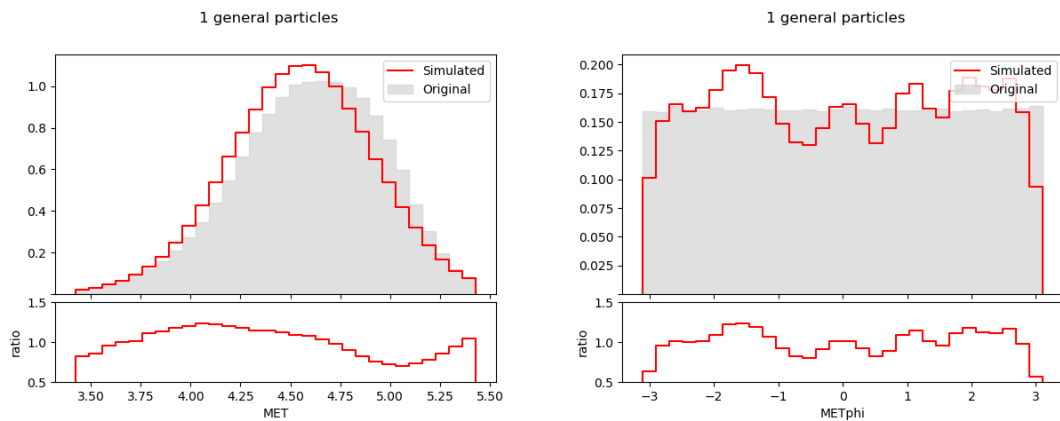 1 general particles
1.0
0.8
0.6
0.4
0.2
Simulated
Original
1.5
1.0
0.5
ratio
3.50 3.75 4.00 4.25 4.50 4.75 5.00 5.25 5.50
MET
1 general particles
0.200
0.175
0.150
0.125
0.100
0.075
0.050
0.025
Simulated
Original
1.5
1.0
0.5
ratio
−3 −2 −1 0 1 2 3
METphi